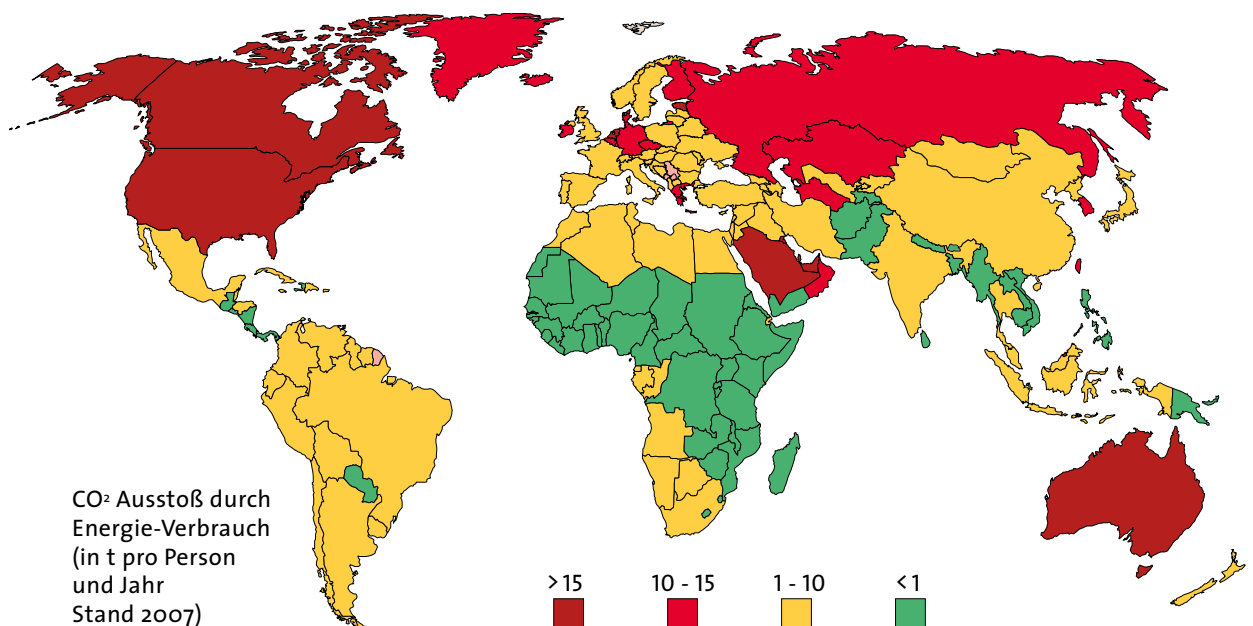 CO² Ausstoß durch
Energie-Verbrauch
(in t pro Person
und Jahr
Stand 2007)
>15 10 - 15 1 - 10 <1